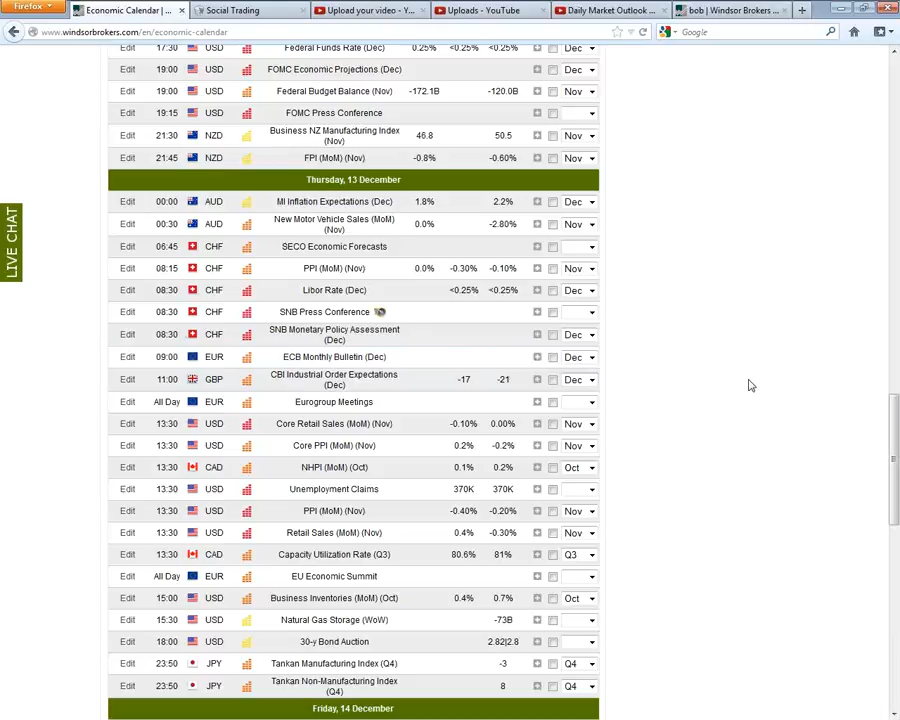 Firefox
Economic Calendar | ...
Social Trading
Upload your video - Y...
Uploads - YouTube
Daily Market Outlook ...
bob | Windsor Brokers ...
www.windsorbrokers.com/en/economic-calendar
Google
LIVE CHAT
Edit 17:30 USD Federal Funds Rate (Dec) 0.25% <0.25% <0.25% Dec
Edit 19:00 USD FOMC Economic Projections (Dec) Dec
Edit 19:00 USD Federal Budget Balance (Nov) -172.1B -120.0B Nov
Edit 19:15 USD FOMC Press Conference
Edit 21:30 NZD Business NZ Manufacturing Index (Nov) 46.8 50.5 Nov
Edit 21:45 NZD FPI (MoM) (Nov) -0.8% -0.60% Nov
Thursday, 13 December
Edit 00:00 AUD MI Inflation Expectations (Dec) 1.8% 2.2% Dec
Edit 00:30 AUD New Motor Vehicle Sales (MoM) (Nov) 0.0% -2.80% Nov
Edit 06:45 CHF SECO Economic Forecasts
Edit 08:15 CHF PPI (MoM) (Nov) 0.0% -0.30% -0.10% Nov
Edit 08:30 CHF Libor Rate (Dec) <0.25% <0.25% Dec
Edit 08:30 CHF SNB Press Conference
Edit 08:30 CHF SNB Monetary Policy Assessment (Dec) Dec
Edit 09:00 EUR ECB Monthly Bulletin (Dec) Dec
Edit 11:00 GBP CBI Industrial Order Expectations (Dec) -17 -21 Dec
Edit All Day EUR Eurogroup Meetings
Edit 13:30 USD Core Retail Sales (MoM) (Nov) -0.10% 0.00% Nov
Edit 13:30 USD Core PPI (MoM) (Nov) 0.2% -0.2% Nov
Edit 13:30 CAD NHPI (MoM) (Oct) 0.1% 0.2% Oct
Edit 13:30 USD Unemployment Claims 370K 370K
Edit 13:30 USD PPI (MoM) (Nov) -0.40% -0.20% Nov
Edit 13:30 USD Retail Sales (MoM) (Nov) 0.4% -0.30% Nov
Edit 13:30 CAD Capacity Utilization Rate (Q3) 80.6% 81% Q3
Edit All Day EUR EU Economic Summit
Edit 15:00 USD Business Inventories (MoM) (Oct) 0.4% 0.7% Oct
Edit 15:30 USD Natural Gas Storage (WoW) -73B
Edit 18:00 USD 30-y Bond Auction 2.82|2.8
Edit 23:50 JPY Tankan Manufacturing Index (Q4) -3 Q4
Edit 23:50 JPY Tankan Non-Manufacturing Index (Q4) 8 Q4
Friday, 14 December